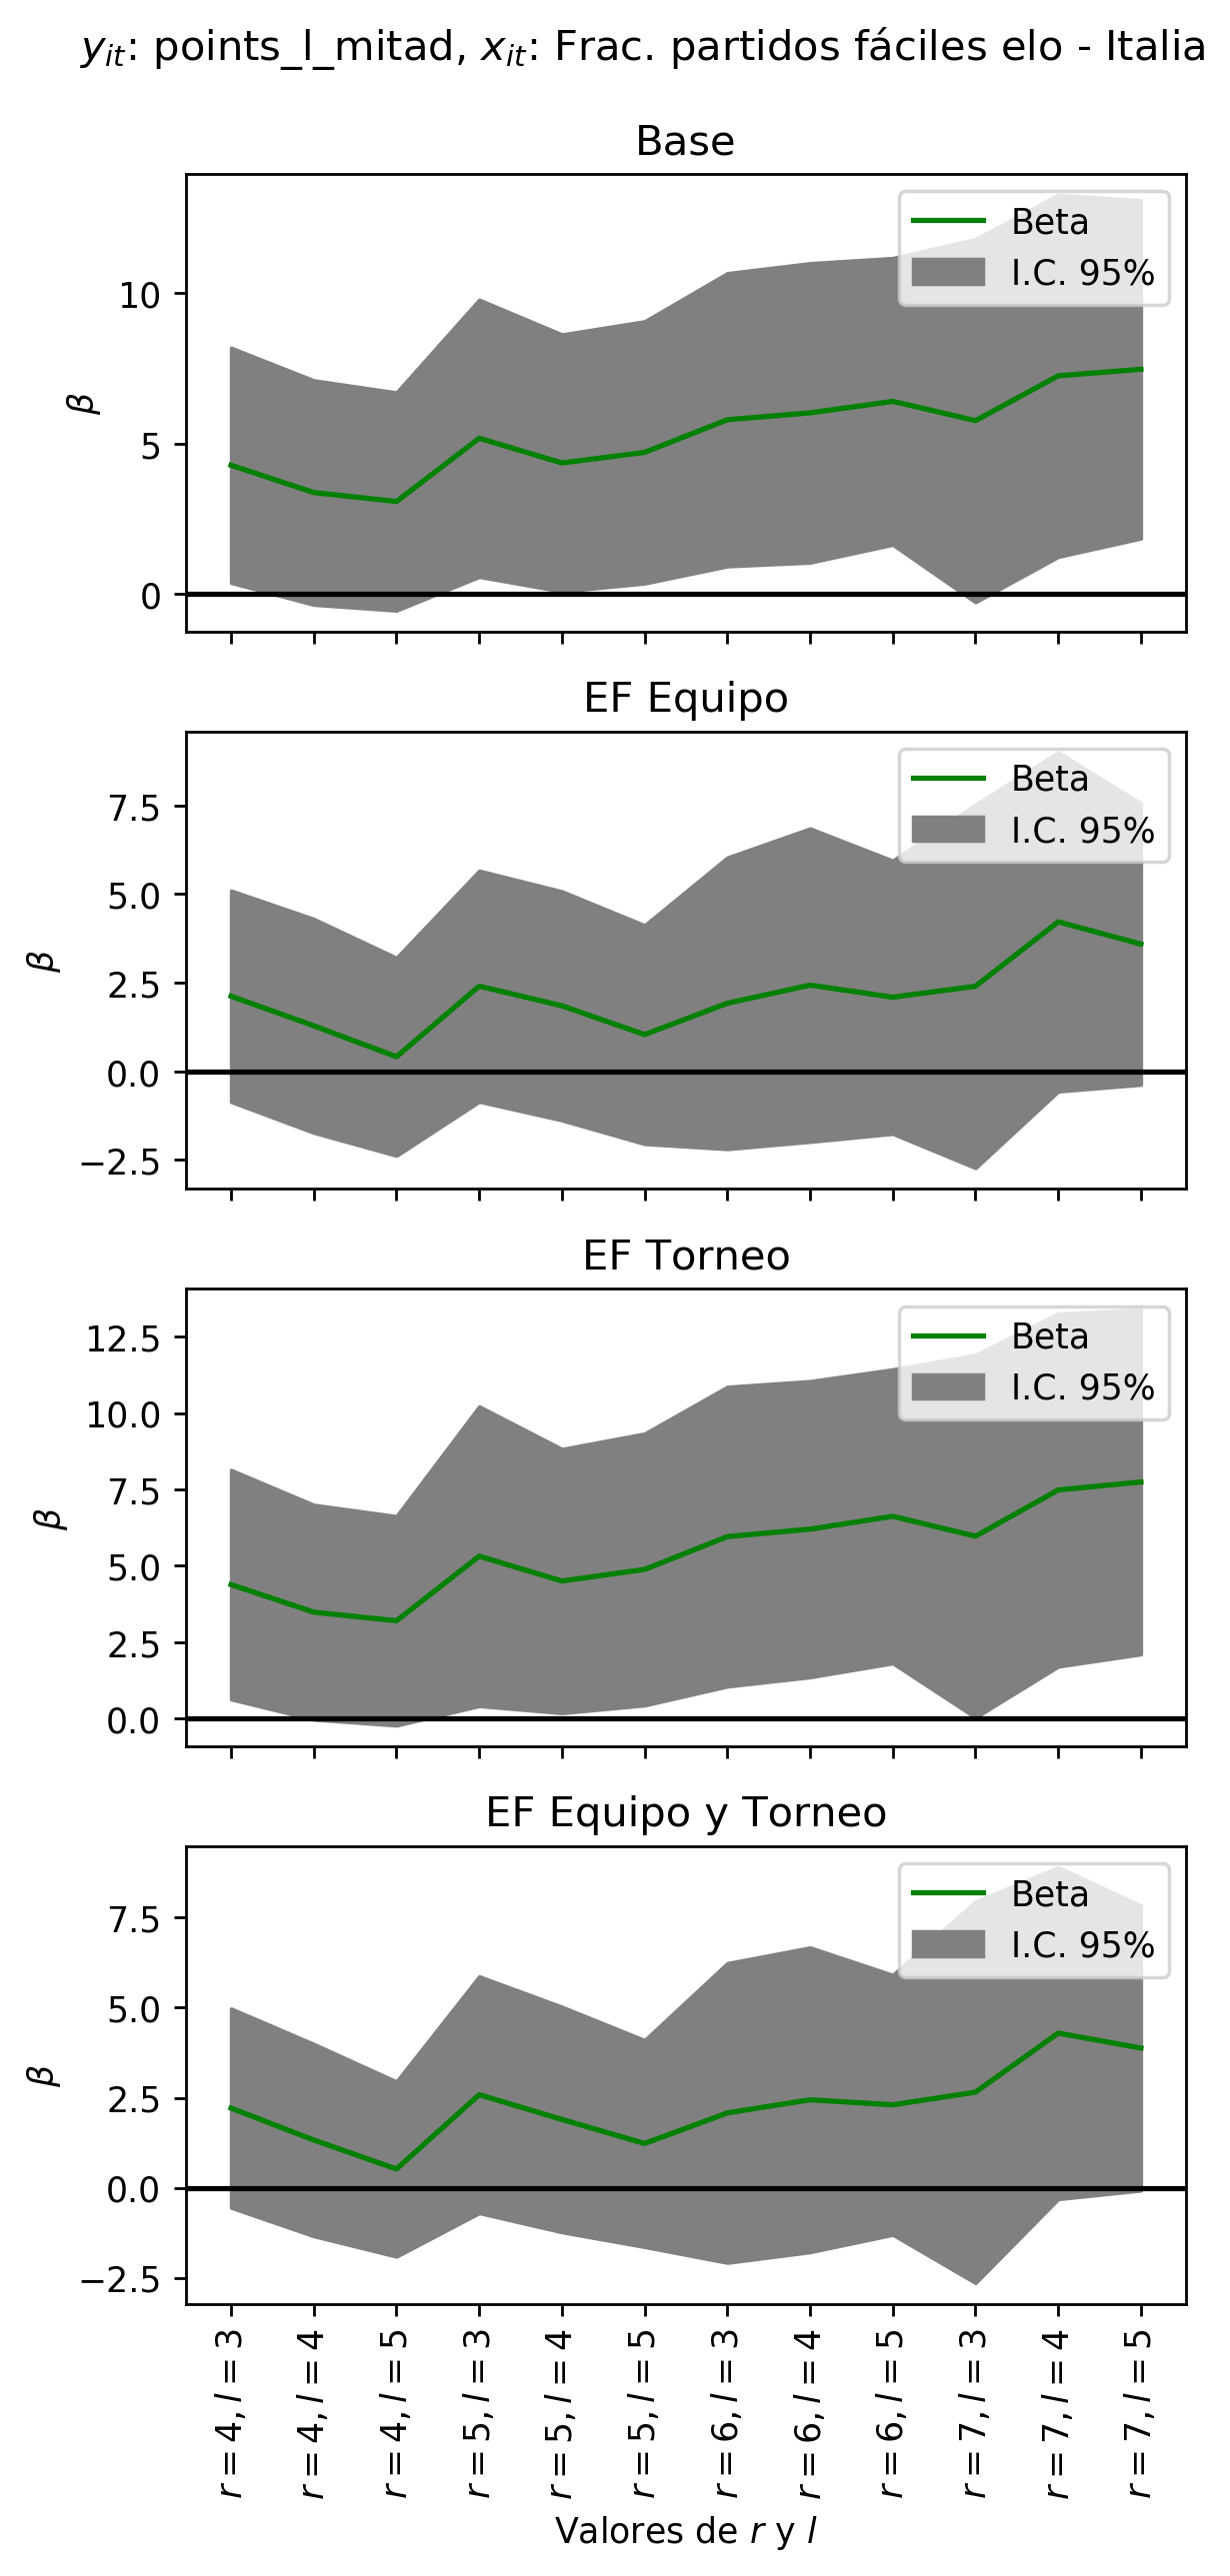 y_it: points_l_mitad, x_it: Frac. partidos fáciles elo - Italia
Base
Beta
I.C. 95%
10
5
0
β
EF Equipo
Beta
I.C. 95%
7.5
5.0
2.5
0.0
−2.5
β
EF Torneo
Beta
I.C. 95%
12.5
10.0
7.5
5.0
2.5
0.0
β
EF Equipo y Torneo
Beta
I.C. 95%
7.5
5.0
2.5
0.0
−2.5
β
r = 4, l = 3
r = 4, l = 4
r = 4, l = 5
r = 5, l = 3
r = 5, l = 4
r = 5, l = 5
r = 6, l = 3
r = 6, l = 4
r = 6, l = 5
r = 7, l = 3
r = 7, l = 4
r = 7, l = 5
Valores de r y l